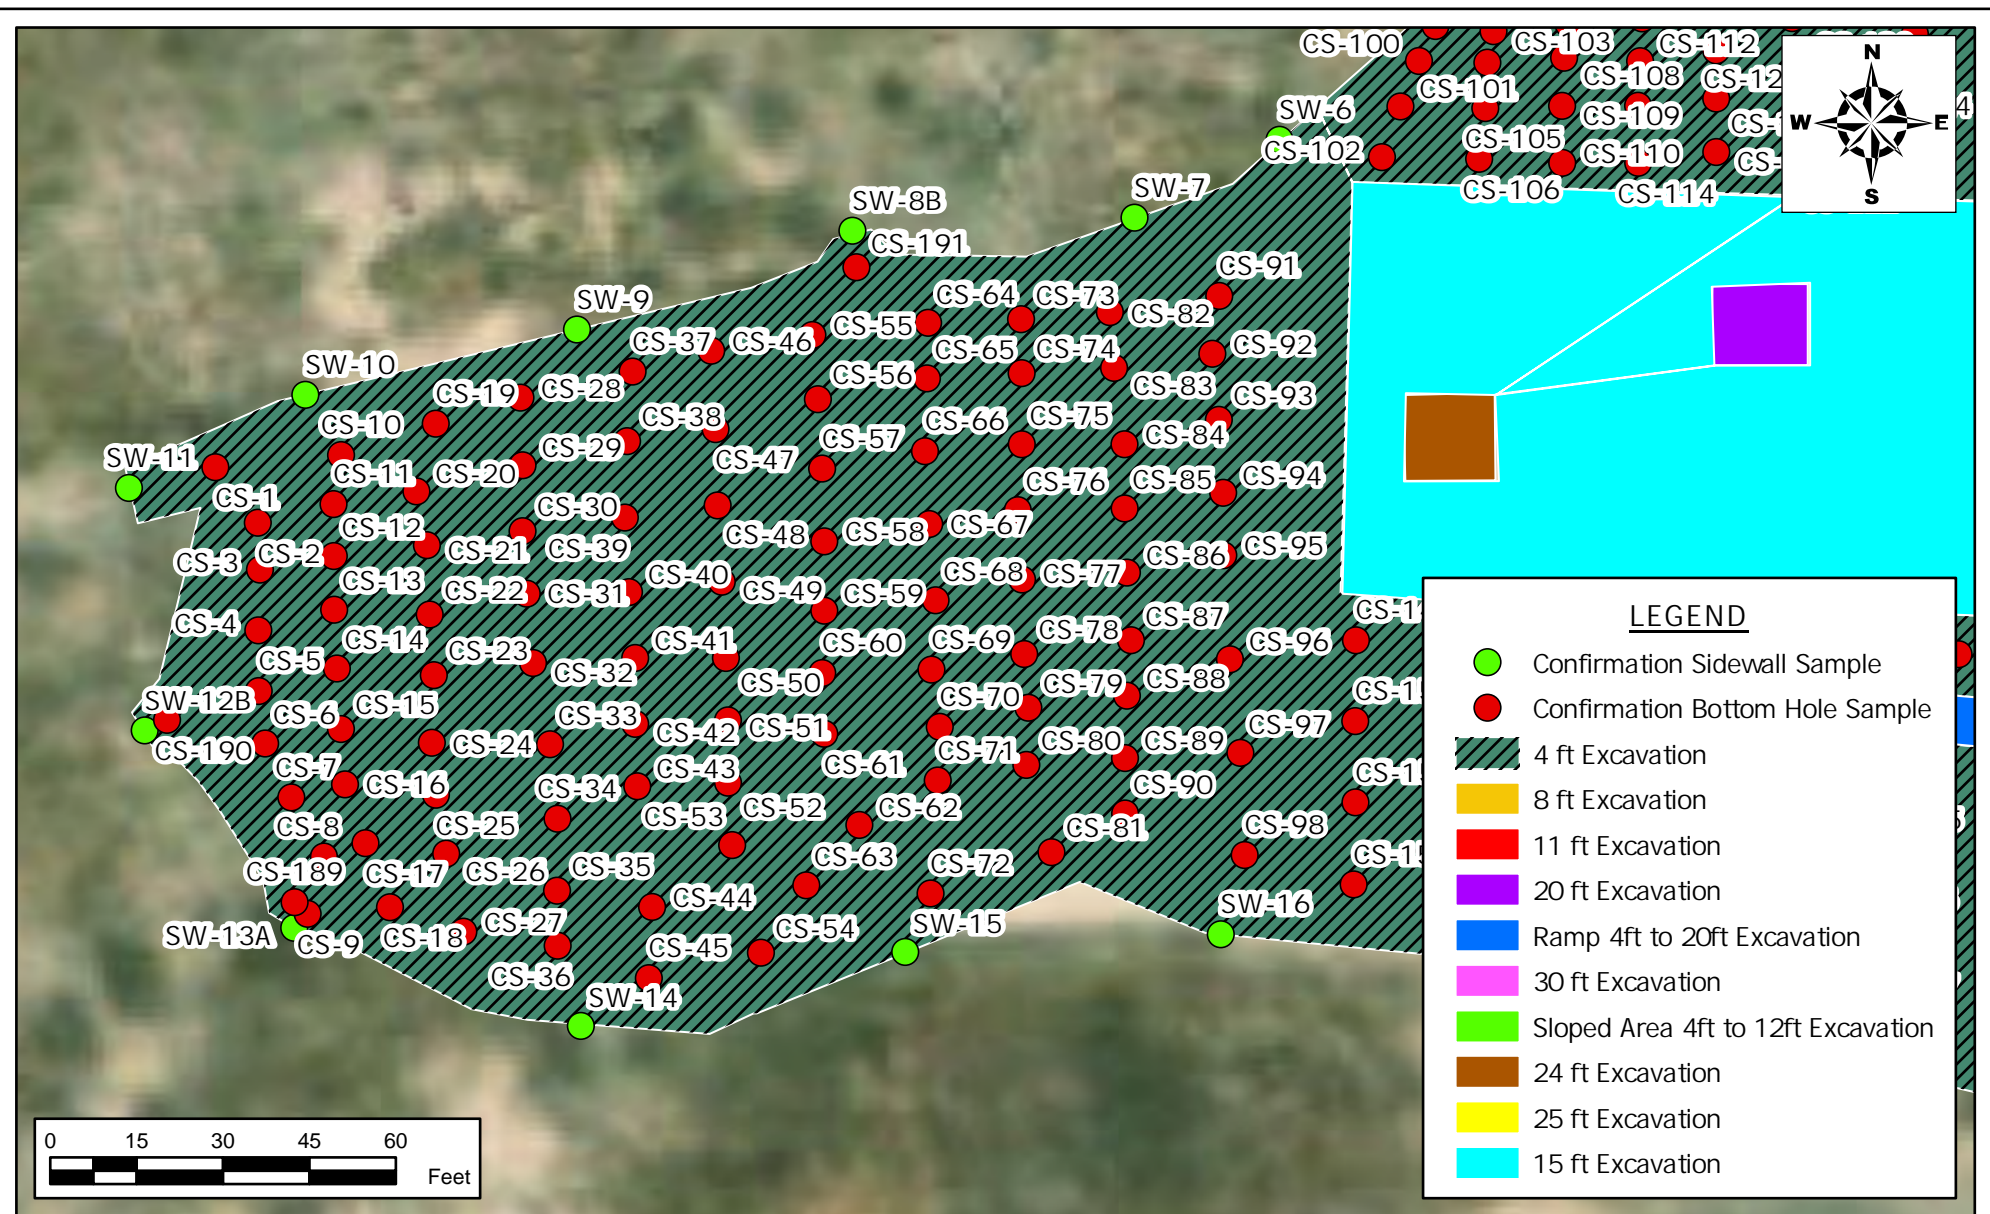 CS-100
CS-103
CS-112
N
CS-108
CS-101
SW-6
CS-109
W
E
CS-102
CS-105
CS-110
SW-8B
SW-7
CS-106
CS-114
S
CS-191
CS-91
SW-9
CS-64
CS-73
CS-82
CS-37
CS-46
CS-55
CS-92
SW-10
CS-65
CS-74
CS-19
CS-28
CS-56
CS-83
CS-93
CS-10
CS-38
CS-66
CS-75
CS-29
CS-57
CS-84
SW-11
CS-11
CS-20
CS-47
CS-76
CS-85
CS-94
CS-1
CS-30
CS-12
CS-48
CS-58
CS-67
CS-3
CS-2
CS-21
CS-39
CS-86
CS-95
CS-13
CS-22
CS-31
CS-40
CS-49
CS-59
CS-68
CS-77
CS-4
CS-14
CS-23
CS-41
CS-60
CS-69
CS-78
CS-87
CS-5
CS-32
CS-50
CS-96
SW-12B
CS-15
CS-6
CS-33
CS-70
CS-79
CS-88
CS-190
CS-24
CS-42
CS-51
CS-97
CS-7
CS-16
CS-34
CS-43
CS-61
CS-71
CS-80
CS-89
CS-8
CS-25
CS-53
CS-52
CS-62
CS-90
CS-81
CS-98
CS-189
CS-17
CS-26
CS-35
CS-63
CS-72
CS-44
SW-13A
CS-9
CS-18
CS-27
CS-54
SW-15
SW-16
CS-36
CS-45
SW-14
LEGEND
Confirmation Sidewall Sample
Confirmation Bottom Hole Sample
4 ft Excavation
8 ft Excavation
11 ft Excavation
20 ft Excavation
Ramp 4ft to 20ft Excavation
30 ft Excavation
Sloped Area 4ft to 12ft Excavation
24 ft Excavation
25 ft Excavation
15 ft Excavation
0 15 30 45 60
Feet